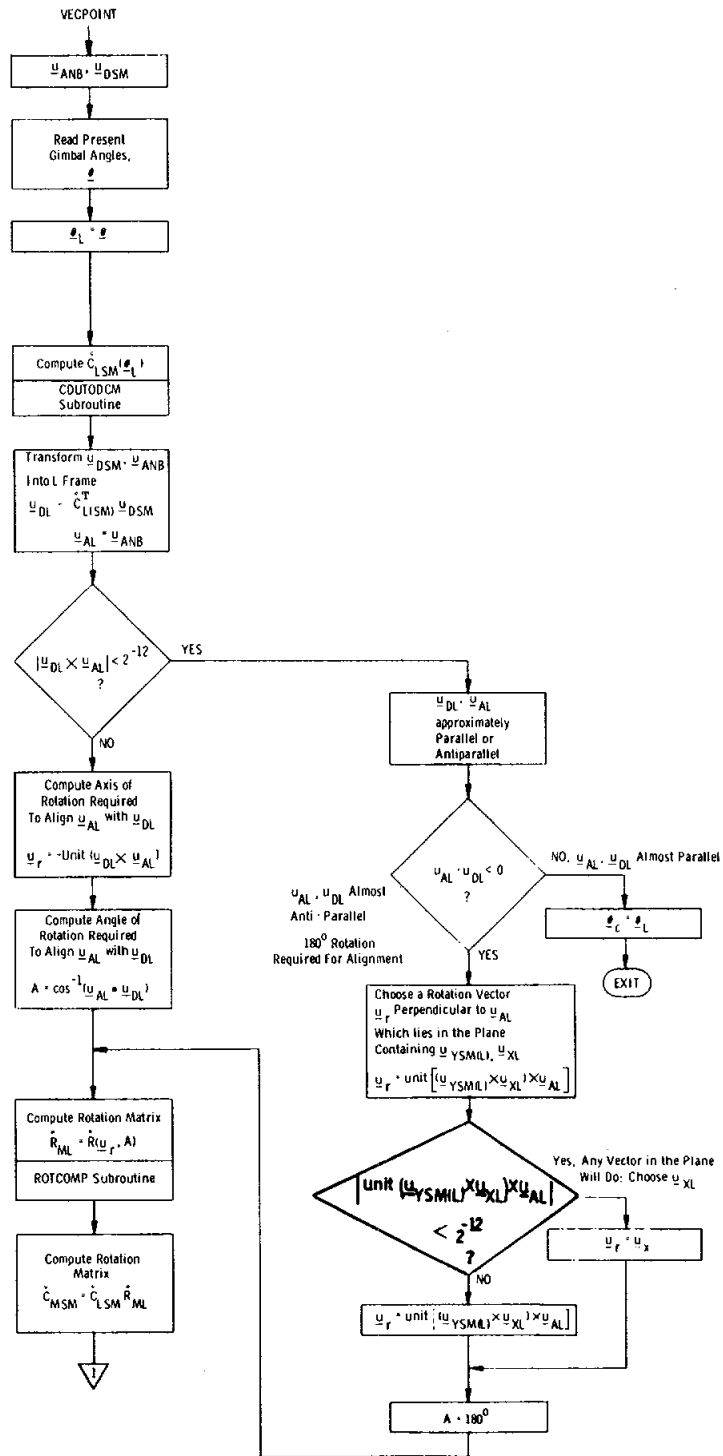 VECPOINT
u_ANB, u_DSM
Read Present
Gimbal Angles,
θ
θ_L = θ
Compute C*_LSM(θ_L)
CDUTODCM
Subroutine
Transform u_DSM, u_ANB
Into L Frame
u_DL = C*^T_L(SM) u_DSM
u_AL = u_ANB
|u_DL × u_AL| < 2^-12
?
YES
NO
u_DL, u_AL
approximately
Parallel or
Antiparallel
Compute Axis of
Rotation Required
To Align u_AL with u_DL
u_r = -Unit (u_DL × u_AL)
u_AL · u_DL < 0
?
NO, u_AL, u_DL Almost Parallel
θ_c = θ_L
EXIT
u_AL, u_DL Almost
Anti-Parallel
180° Rotation
Required For Alignment
YES
Compute Angle of
Rotation Required
To Align u_AL with u_DL
A = cos^-1(u_AL • u_DL)
Choose a Rotation Vector
u_r Perpendicular to u_AL
Which lies in the Plane
Containing u_YSM(L), u_XL
u_r = unit [(u_YSM(L) × u_XL) × u_AL]
Compute Rotation Matrix
R*_ML = R*(u_r, A)
ROTCOMP Subroutine
|unit (u_YSM(L) × u_XL) × u_AL|
< 2^-12
?
Yes, Any Vector in the Plane
Will Do: Choose u_XL
u_r = u_x
NO
Compute Rotation
Matrix
C*_MSM = C*_LSM R*_ML
1
u_r = unit [(u_YSM(L) × u_XL) × u_AL]
A = 180°